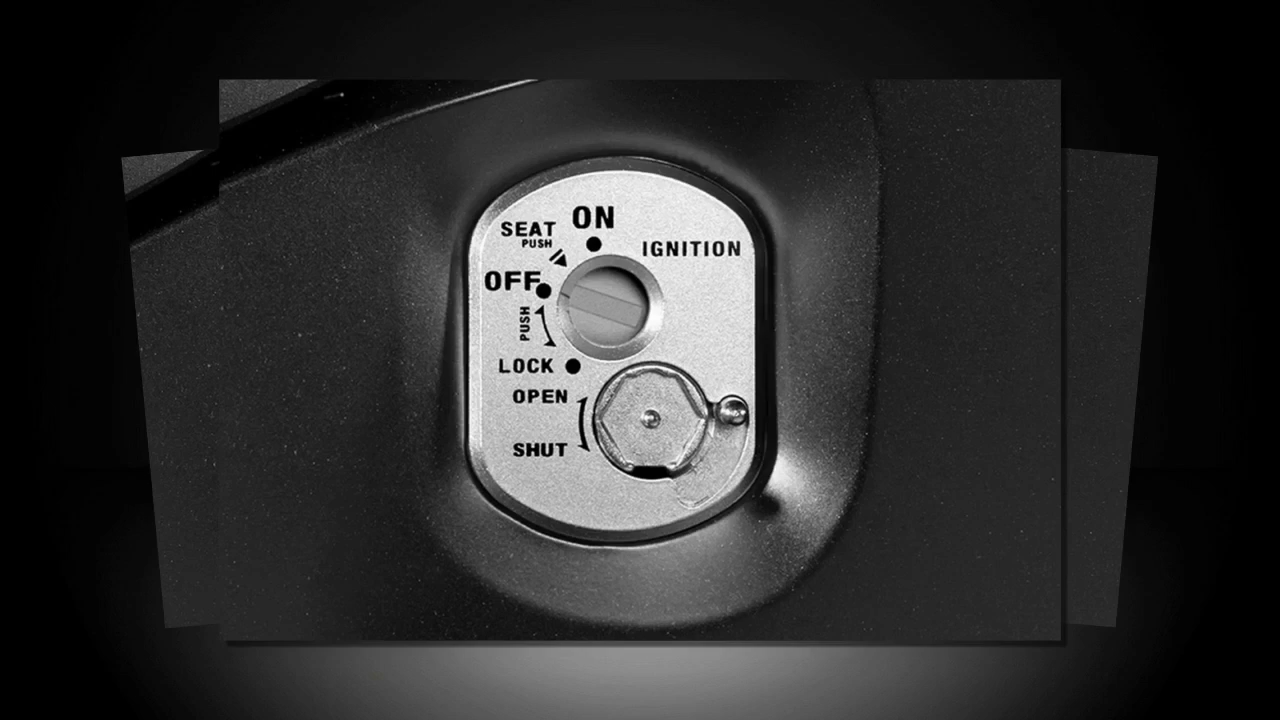 ON
SEAT
PUSH
IGNITION
OFF
PUSH
LOCK
OPEN
SHUT